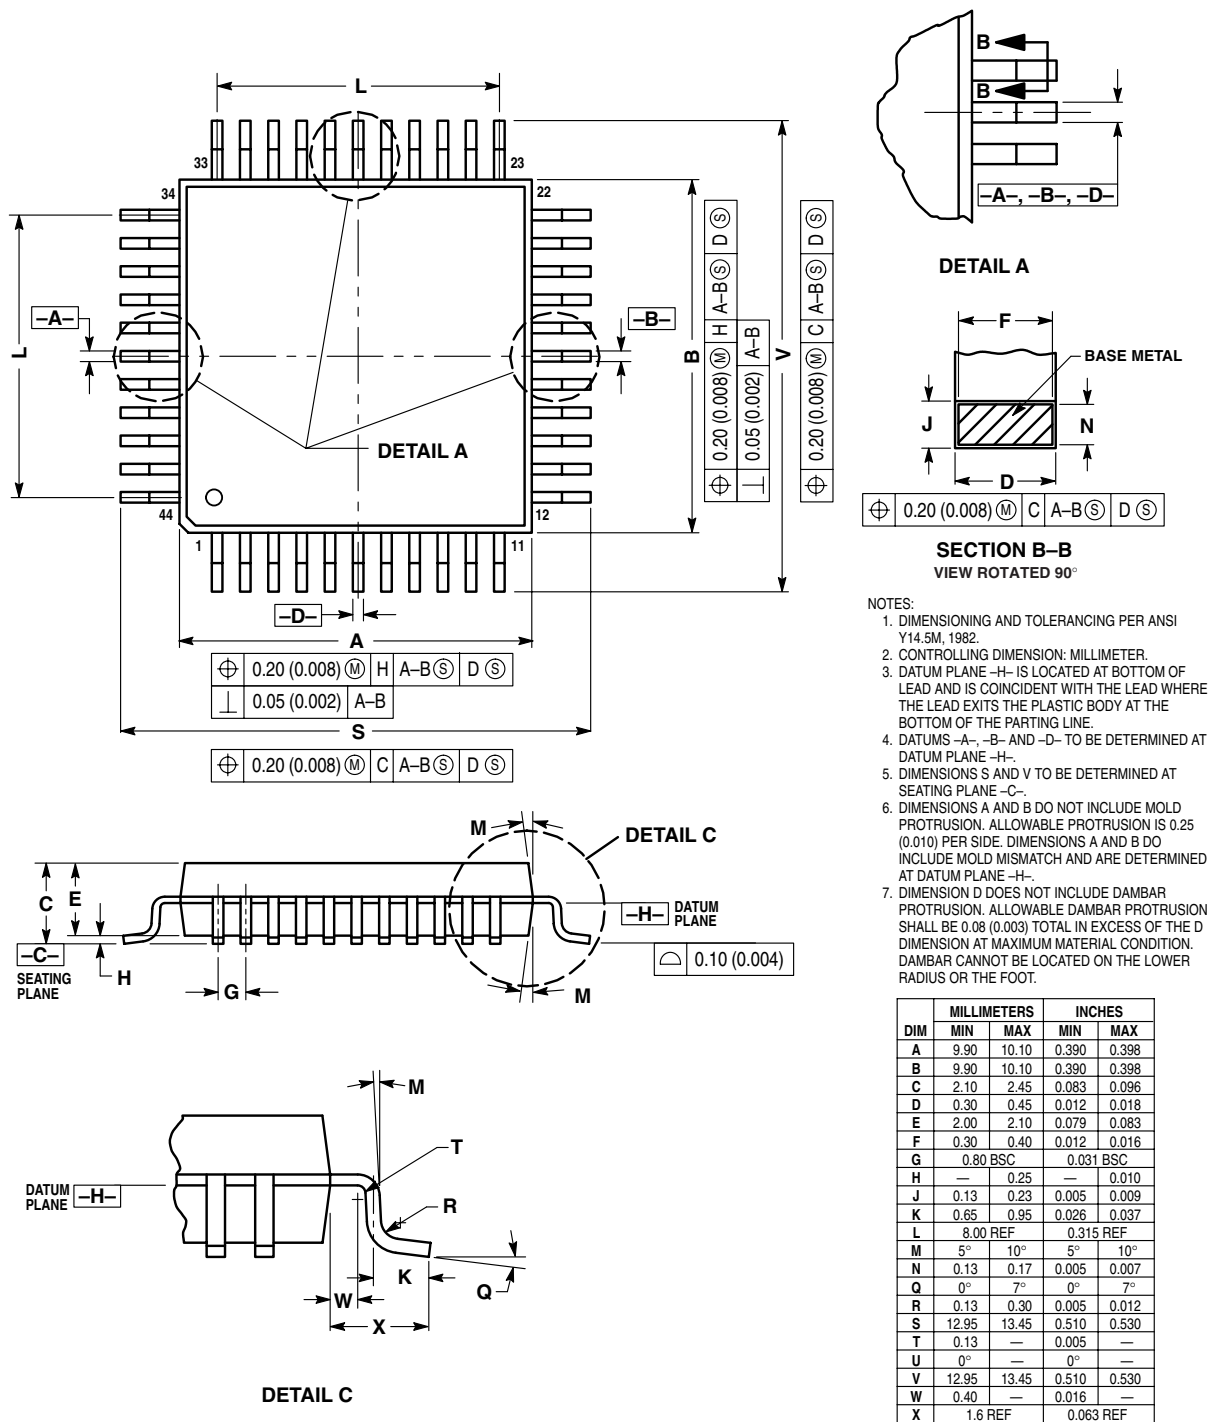 L
33
23
34
22
–A–
–B–
L
B
V
DETAIL A
44
12
1
11
–D–
A
0.20 (0.008) Ⓜ H A–B Ⓢ D Ⓢ
0.05 (0.002) A–B
S
0.20 (0.008) Ⓜ C A–B Ⓢ D Ⓢ
0.20 (0.008) Ⓜ H A–B Ⓢ D Ⓢ
0.05 (0.002) A–B
0.20 (0.008) Ⓜ C A–B Ⓢ D Ⓢ
B
B
–A–, –B–, –D–
DETAIL A
F
BASE METAL
J
N
D
0.20 (0.008) Ⓜ C A–B Ⓢ D Ⓢ
SECTION B–B
VIEW ROTATED 90°
M
DETAIL C
C
E
–H– DATUM
PLANE
–C–
SEATING
PLANE
H
G
0.10 (0.004)
M
M
T
DATUM
PLANE –H–
R
K
W
Q
X
DETAIL C
NOTES:
1. DIMENSIONING AND TOLERANCING PER ANSI
Y14.5M, 1982.
2. CONTROLLING DIMENSION: MILLIMETER.
3. DATUM PLANE –H– IS LOCATED AT BOTTOM OF
LEAD AND IS COINCIDENT WITH THE LEAD WHERE
THE LEAD EXITS THE PLASTIC BODY AT THE
BOTTOM OF THE PARTING LINE.
4. DATUMS –A–, –B– AND –D– TO BE DETERMINED AT
DATUM PLANE –H–.
5. DIMENSIONS S AND V TO BE DETERMINED AT
SEATING PLANE –C–.
6. DIMENSIONS A AND B DO NOT INCLUDE MOLD
PROTRUSION. ALLOWABLE PROTRUSION IS 0.25
(0.010) PER SIDE. DIMENSIONS A AND B DO
INCLUDE MOLD MISMATCH AND ARE DETERMINED
AT DATUM PLANE –H–.
7. DIMENSION D DOES NOT INCLUDE DAMBAR
PROTRUSION. ALLOWABLE DAMBAR PROTRUSION
SHALL BE 0.08 (0.003) TOTAL IN EXCESS OF THE D
DIMENSION AT MAXIMUM MATERIAL CONDITION.
DAMBAR CANNOT BE LOCATED ON THE LOWER
RADIUS OR THE FOOT.
MILLIMETERS INCHES
DIM MIN MAX MIN MAX
A 9.90 10.10 0.390 0.398
B 9.90 10.10 0.390 0.398
C 2.10 2.45 0.083 0.096
D 0.30 0.45 0.012 0.018
E 2.00 2.10 0.079 0.083
F 0.30 0.40 0.012 0.016
G 0.80 BSC 0.031 BSC
H — 0.25 — 0.010
J 0.13 0.23 0.005 0.009
K 0.65 0.95 0.026 0.037
L 8.00 REF 0.315 REF
M 5° 10° 5° 10°
N 0.13 0.17 0.005 0.007
Q 0° 7° 0° 7°
R 0.13 0.30 0.005 0.012
S 12.95 13.45 0.510 0.530
T 0.13 — 0.005 —
U 0° — 0° —
V 12.95 13.45 0.510 0.530
W 0.40 — 0.016 —
X 1.6 REF 0.063 REF